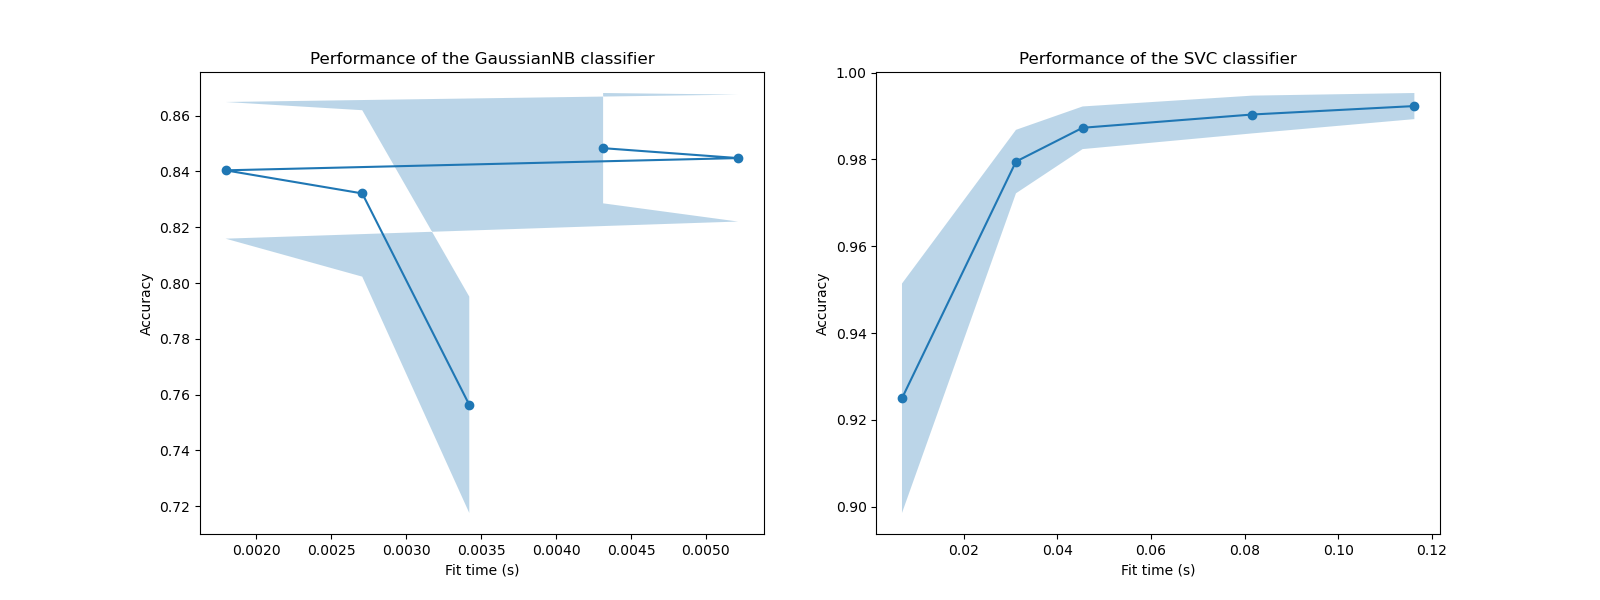 Performance of the GaussianNB classifier
0.86
0.84
0.82
0.80
0.78
0.76
0.74
0.72
Accuracy
0.0020 0.0025 0.0030 0.0035 0.0040 0.0045 0.0050
Fit time (s)
Performance of the SVC classifier
1.00
0.98
0.96
0.94
0.92
0.90
Accuracy
0.02 0.04 0.06 0.08 0.10 0.12
Fit time (s)